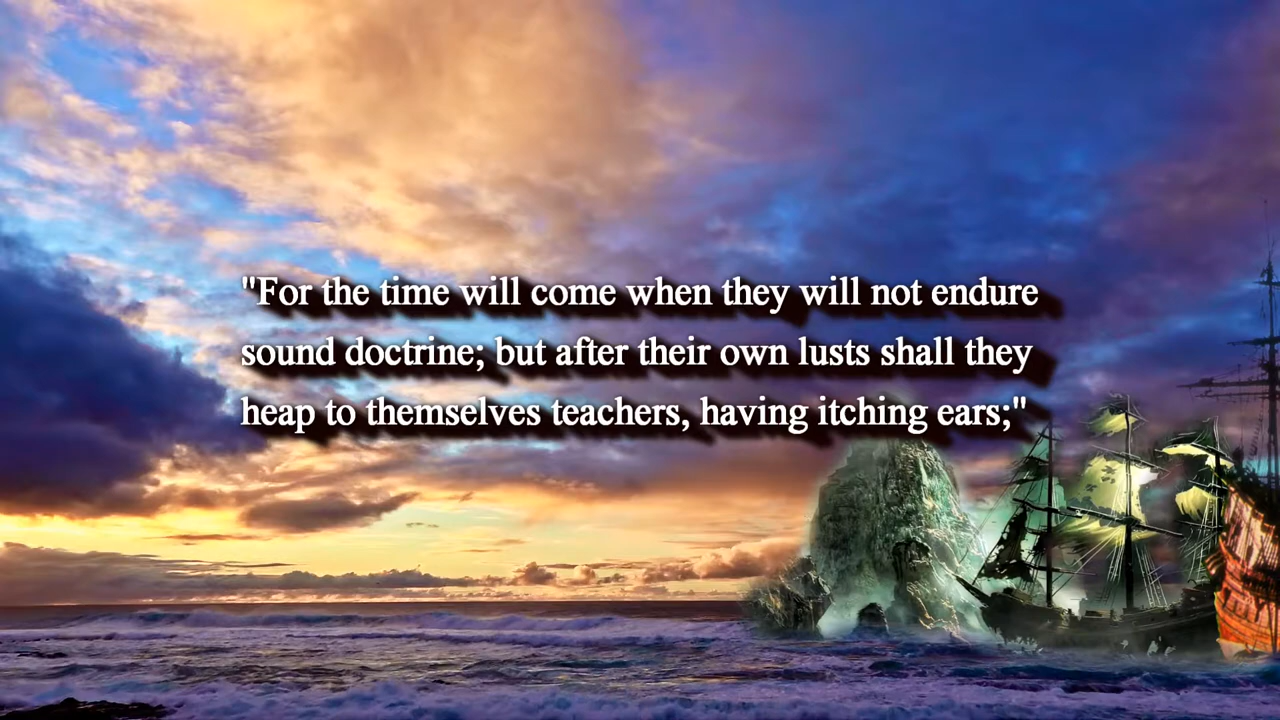 "For the time will come when they will not endure
sound doctrine; but after their own lusts shall they
heap to themselves teachers, having itching ears;"